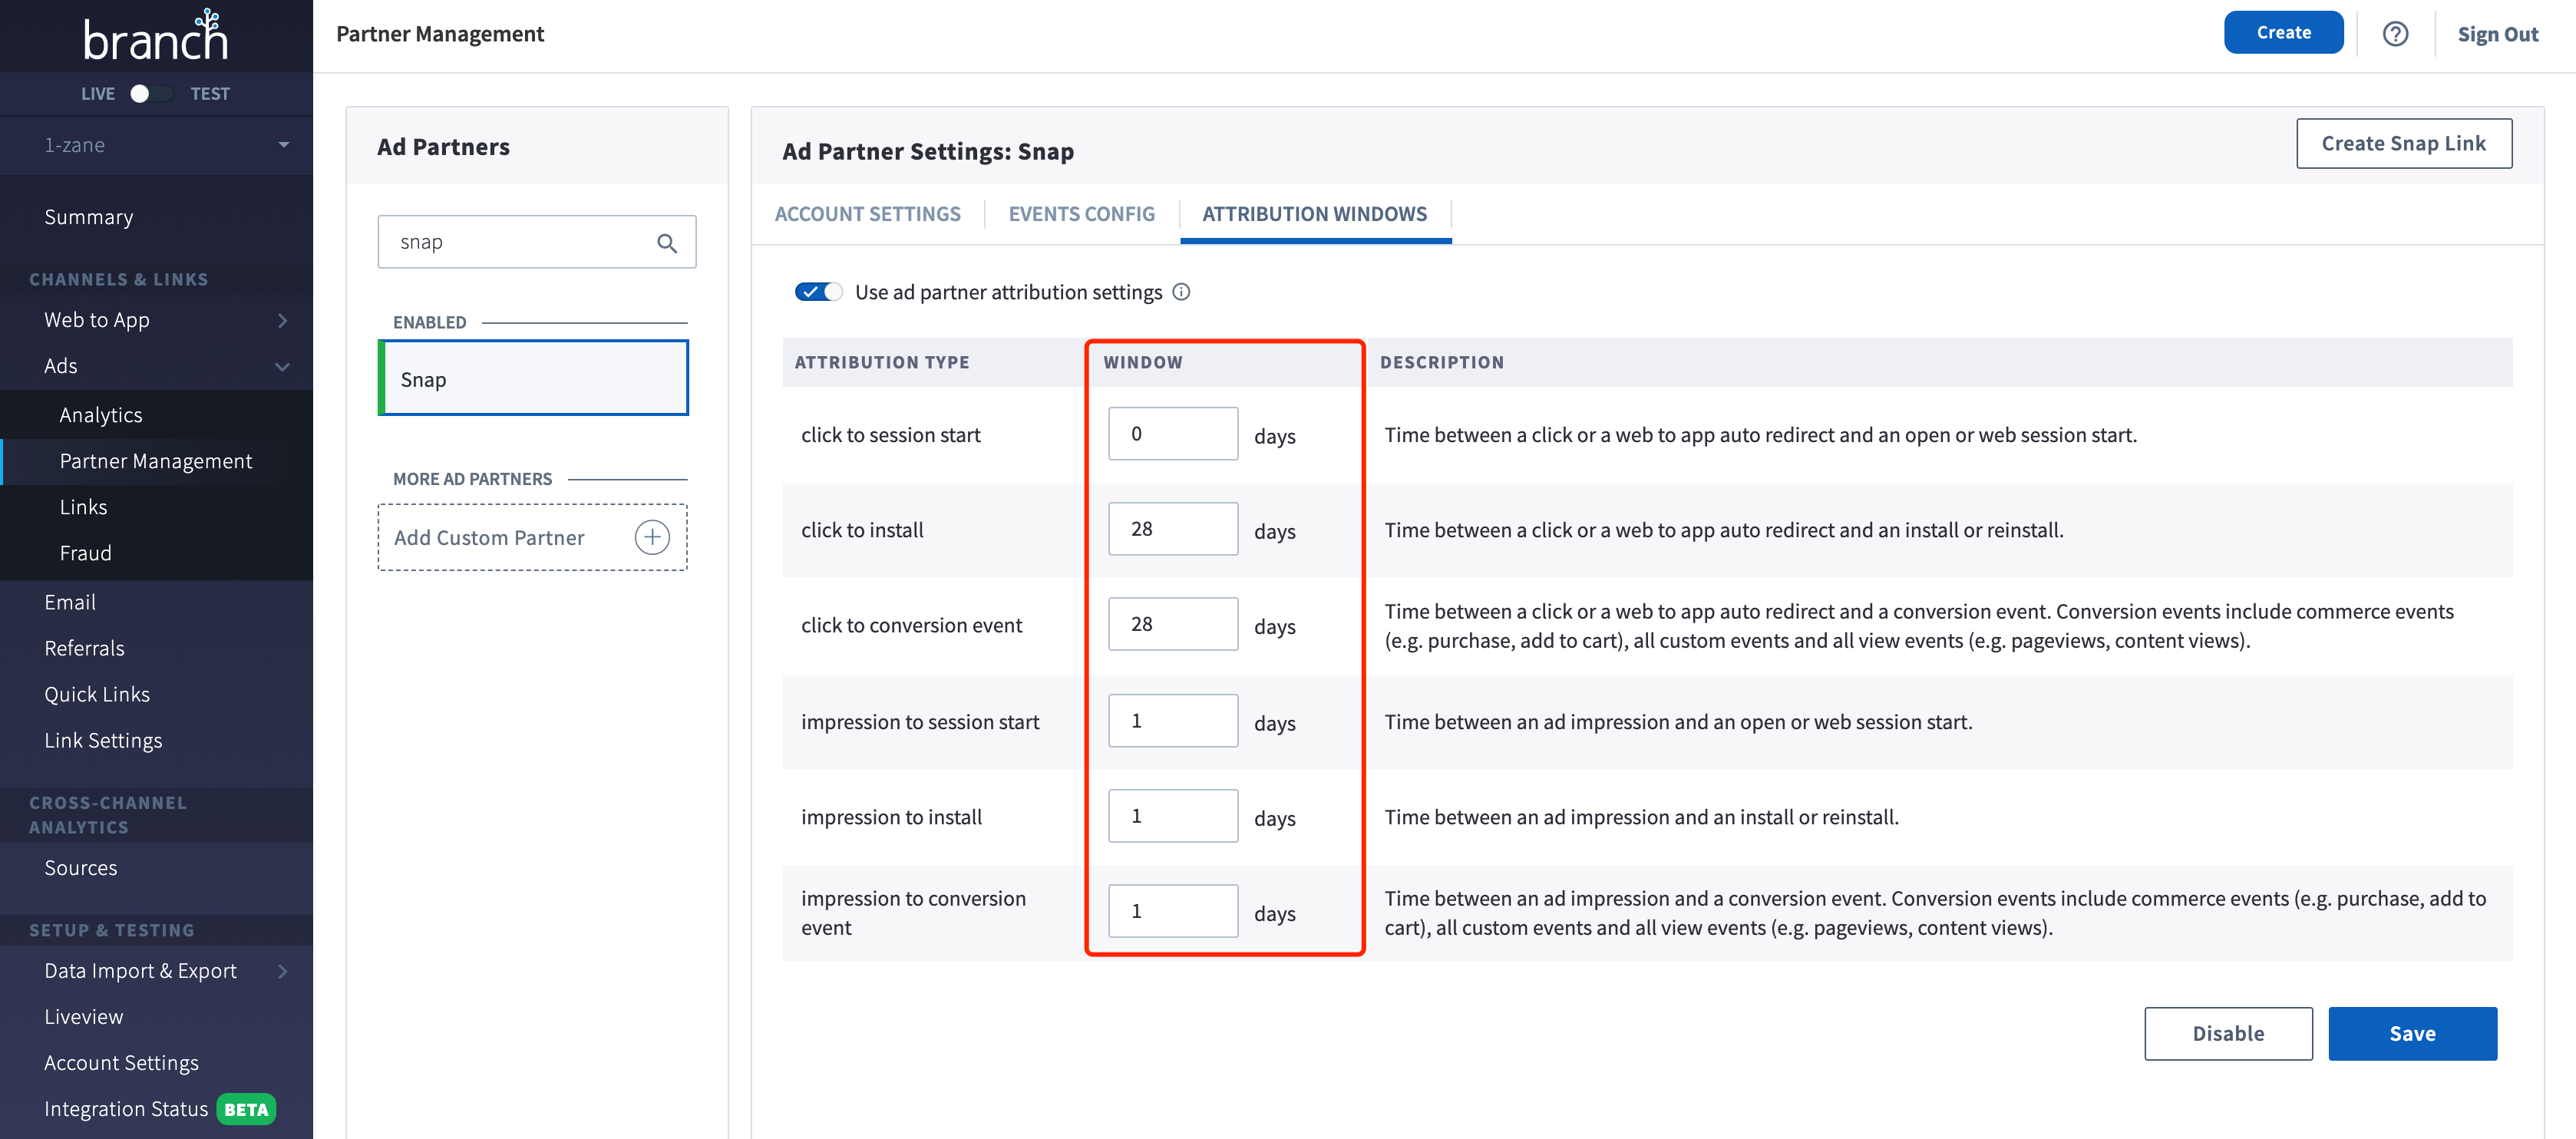 branch
Partner Management
Create
Sign Out
LIVE TEST
1-zane
Summary
CHANNELS & LINKS
Web to App
Ads
Analytics
Partner Management
Links
Fraud
Email
Referrals
Quick Links
Link Settings
CROSS-CHANNEL
ANALYTICS
Sources
SETUP & TESTING
Data Import & Export
Liveview
Account Settings
Integration Status BETA
Ad Partners
snap
ENABLED
Snap
MORE AD PARTNERS
Add Custom Partner
Ad Partner Settings: Snap
Create Snap Link
ACCOUNT SETTINGS EVENTS CONFIG ATTRIBUTION WINDOWS
Use ad partner attribution settings
ATTRIBUTION TYPE WINDOW DESCRIPTION
click to session start 0 days Time between a click or a web to app auto redirect and an open or web session start.
click to install 28 days Time between a click or a web to app auto redirect and an install or reinstall.
click to conversion event 28 days Time between a click or a web to app auto redirect and a conversion event. Conversion events include commerce events
(e.g. purchase, add to cart), all custom events and all view events (e.g. pageviews, content views).
impression to session start 1 days Time between an ad impression and an open or web session start.
impression to install 1 days Time between an ad impression and an install or reinstall.
impression to conversion
event 1 days Time between an ad impression and a conversion event. Conversion events include commerce events (e.g. purchase, add to
cart), all custom events and all view events (e.g. pageviews, content views).
Disable Save